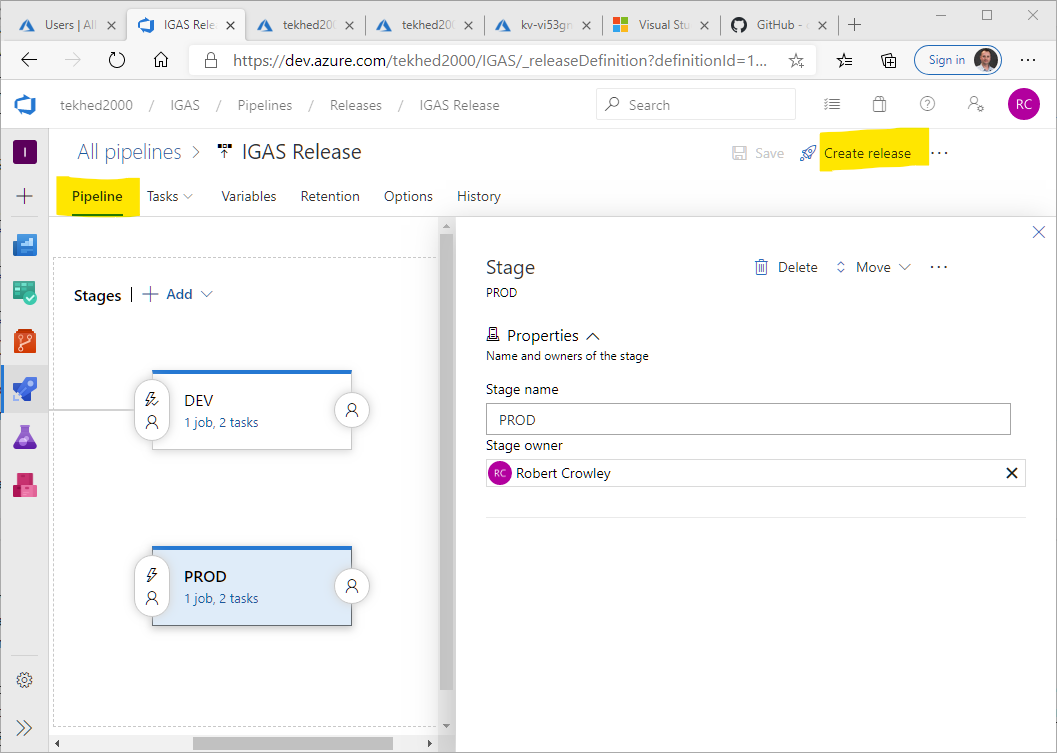 Users | All
IGAS Rele
tekhed20
tekhed20
kv-vi53gn
Visual Stu
GitHub -
https://dev.azure.com/tekhed2000/IGAS/_releaseDefinition?definitionId=1...
Sign in
tekhed2000 / IGAS / Pipelines / Releases / IGAS Release
Search
RC
I
All pipelines > IGAS Release
Save
Create release
Pipeline
Tasks
Variables
Retention
Options
History
Stages | + Add
DEV
1 job, 2 tasks
PROD
1 job, 2 tasks
Stage
Delete
Move
PROD
Properties
Name and owners of the stage
Stage name
PROD
Stage owner
RC Robert Crowley